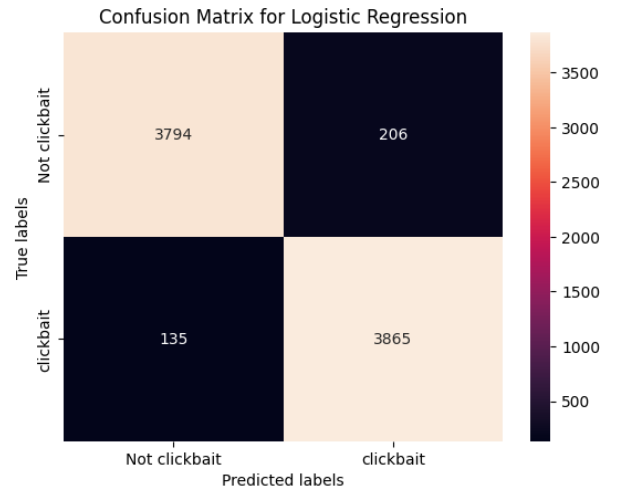 Confusion Matrix for Logistic Regression
Not clickbait
3794
206
3500
3000
2500
2000
1500
1000
500
True labels
clickbait
135
3865
Not clickbait
clickbait
Predicted labels